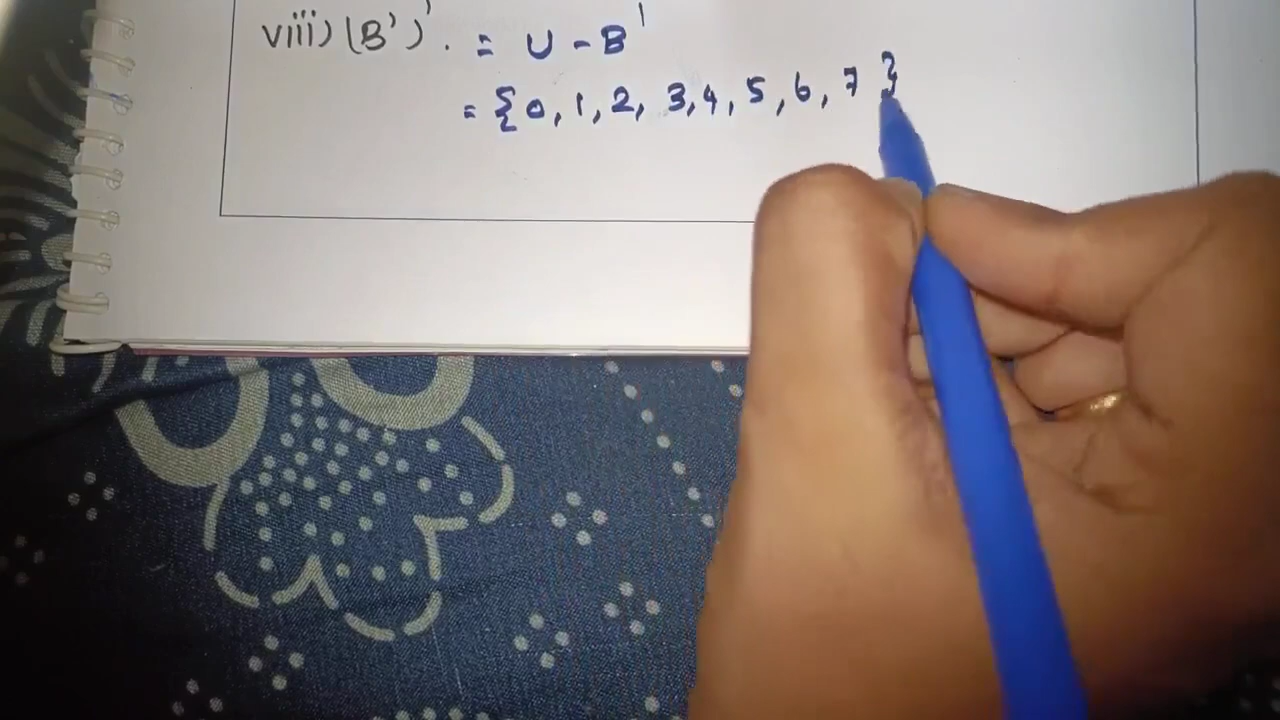 viii) (B')'. = U - B'
= {0, 1, 2, 3, 4, 5, 6, 7 }